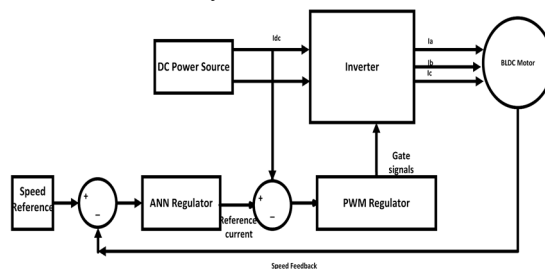 Idc
DC Power Source
Inverter
Ia
Ib
Ic
BLDC Motor
Gate
signals
Speed
Reference
+
−
ANN Regulator
Reference
current
+
−
PWM Regulator
Speed Feedback